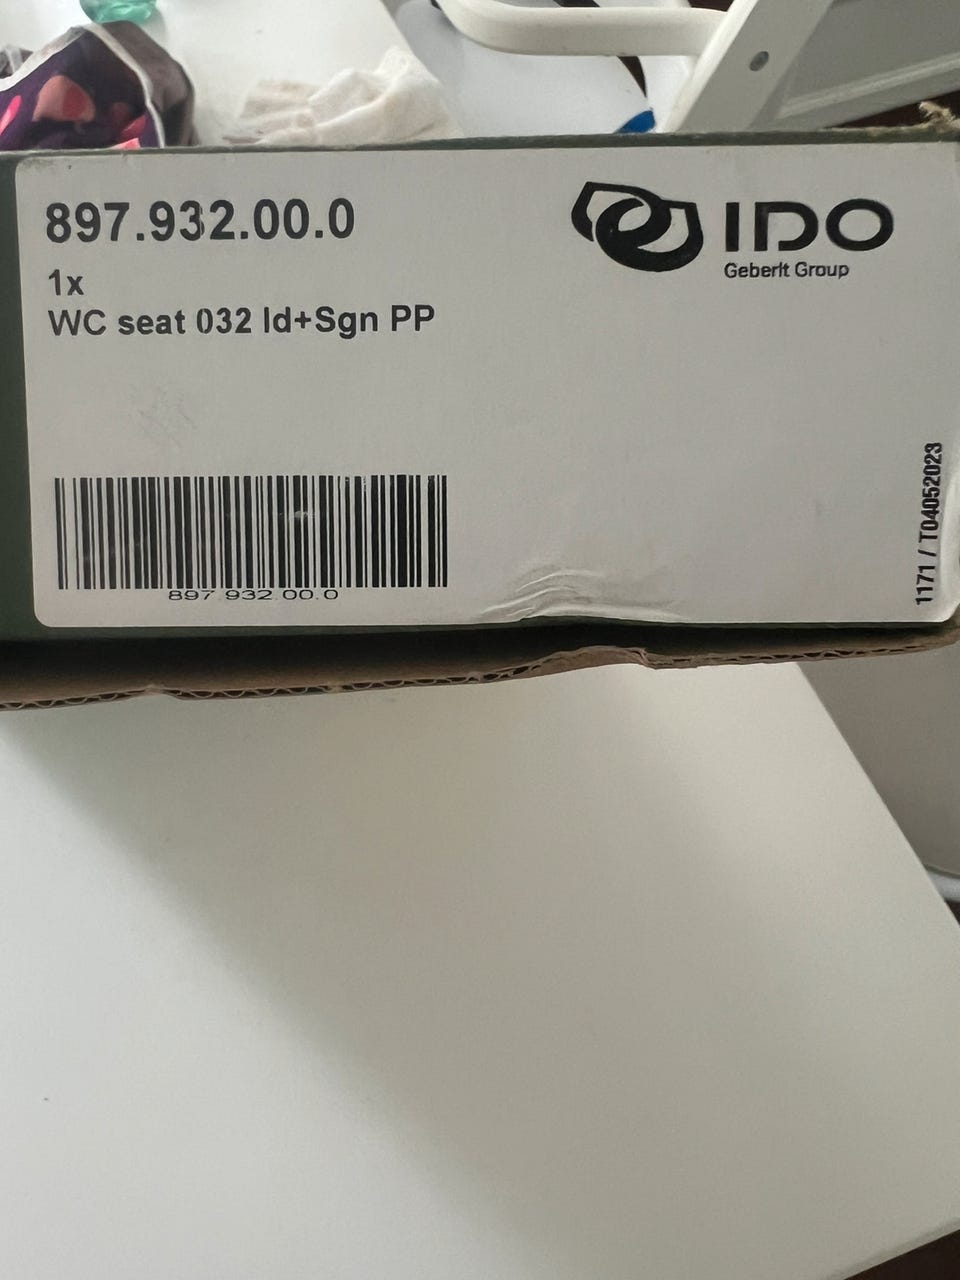 897.932.00.0
1x
WC seat 032 Id+Sgn PP
IDO
Geberit Group
897.932.00.0
1171 / T04052023